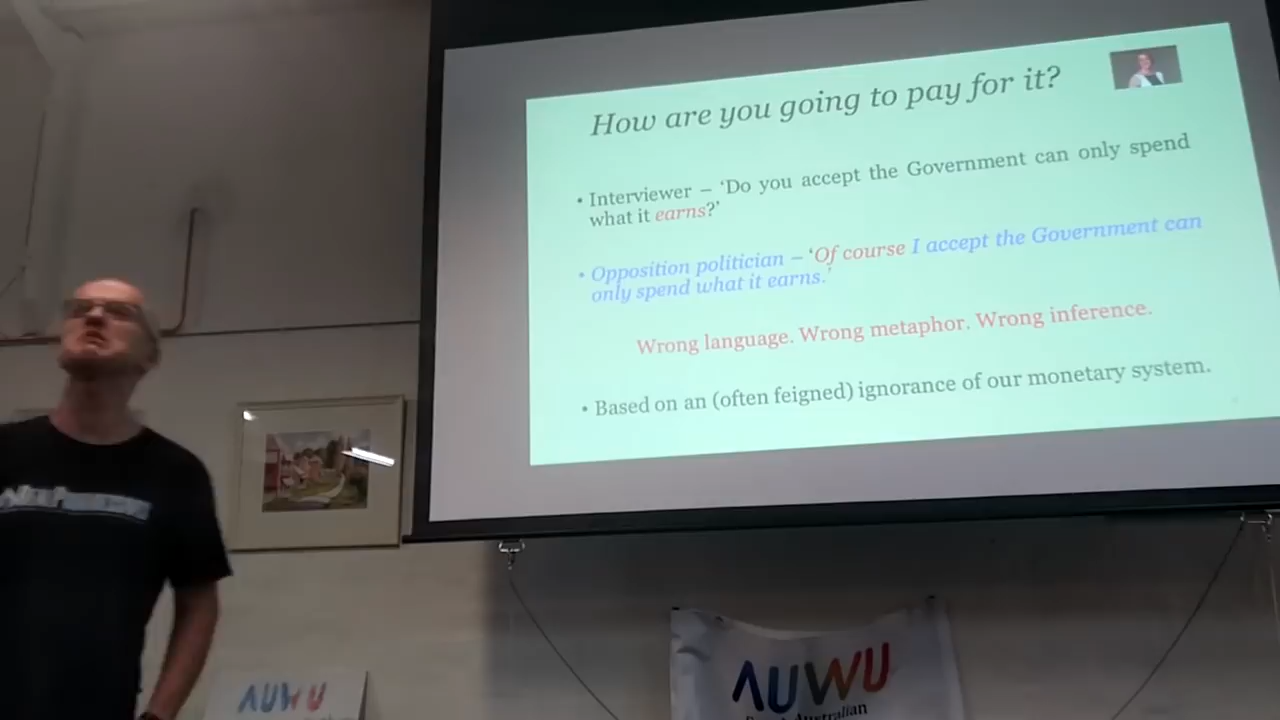 How are you going to pay for it?
• Interviewer – ‘Do you accept the Government can only spend
what it earns?’
• Opposition politician – ‘Of course I accept the Government can
only spend what it earns.’
Wrong language. Wrong metaphor. Wrong inference.
• Based on an (often feigned) ignorance of our monetary system.
AUWU
AUWU
Australian